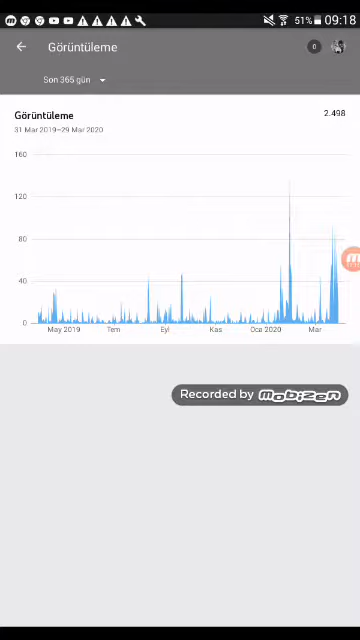 51% 09:18
Görüntüleme
0
Son 365 gün
Görüntüleme
2.498
31 Mar 2019–29 Mar 2020
160
120
80
40
0
May 2019 Tem Eyl Kas Oca 2020 Mar
Recorded by mobizen